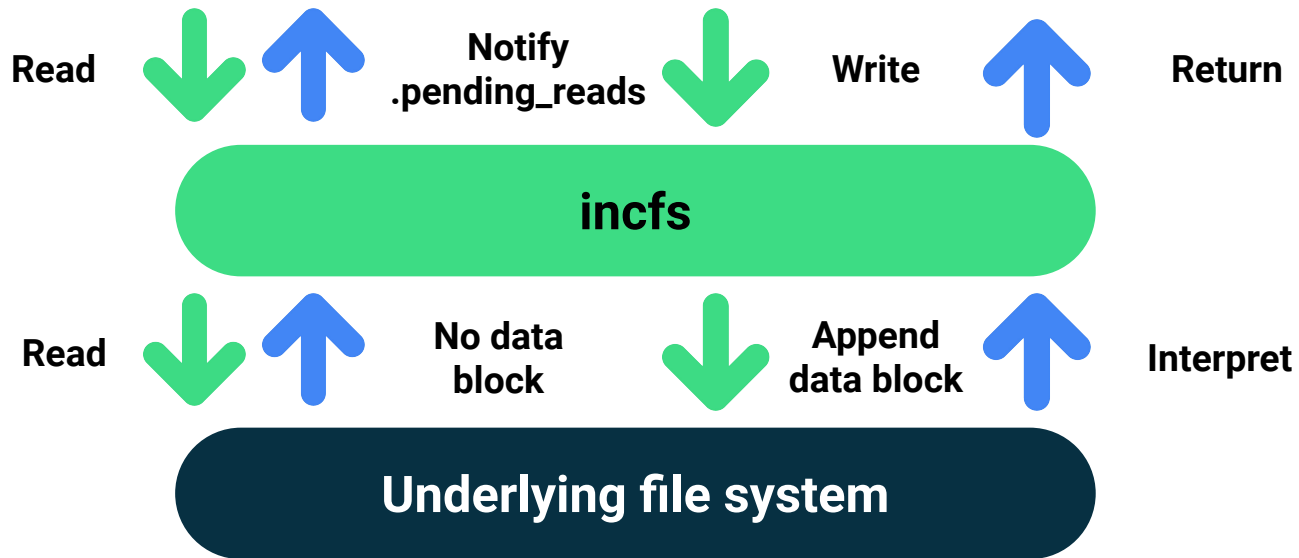 Read
Notify
.pending_reads
Write
Return
incfs
Read
No data
block
Append
data block
Interpret
Underlying file system